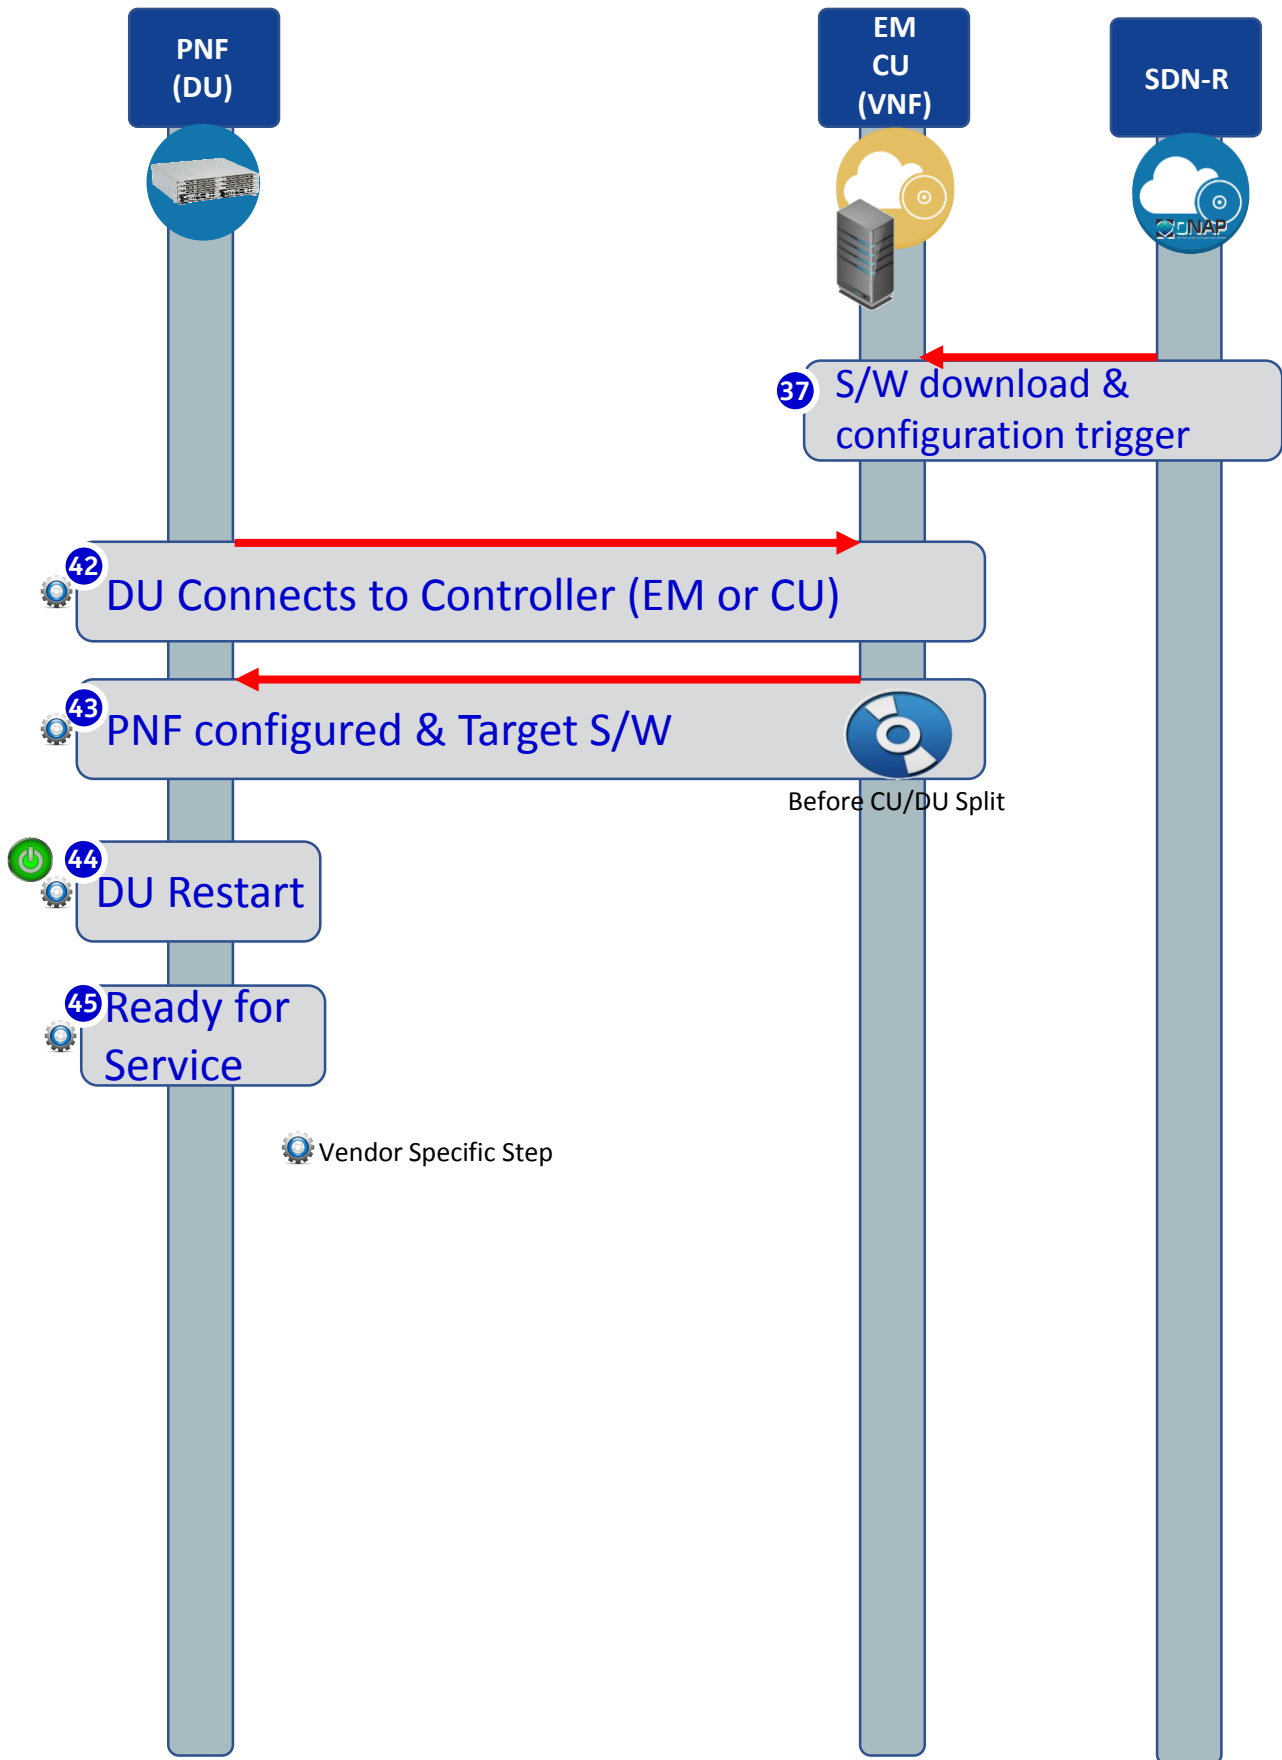 PNF
(DU)
EM
CU
(VNF)
SDN-R
ONAP
37
S/W download &
configuration trigger
42
DU Connects to Controller (EM or CU)
43
PNF configured & Target S/W
Before CU/DU Split
44
DU Restart
45
Ready for
Service
Vendor Specific Step